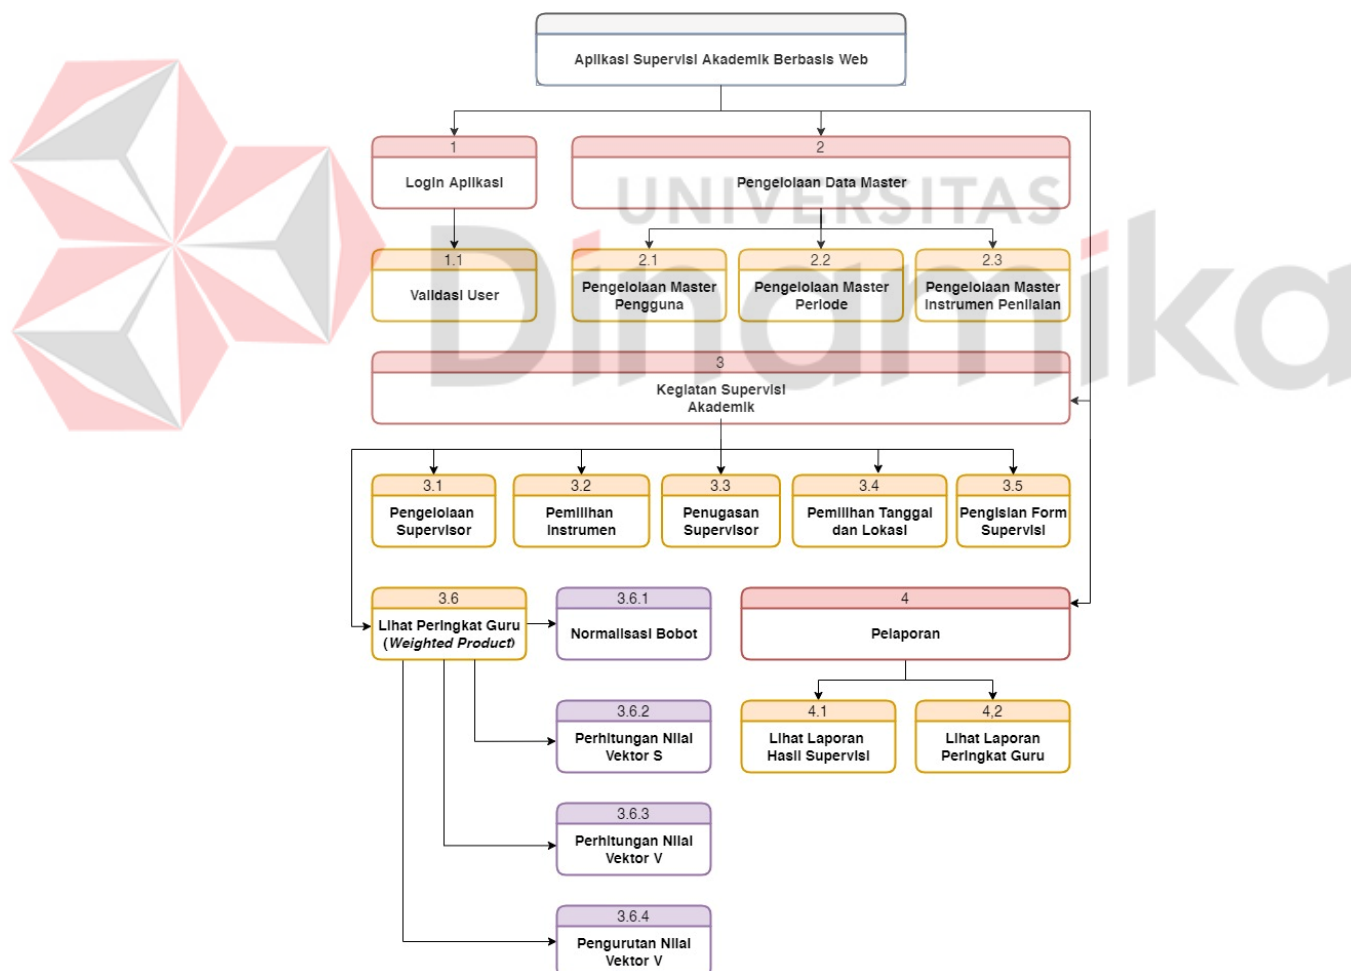 Aplikasi Supervisi Akademik Berbasis Web
1
Login Aplikasi
2
Pengelolaan Data Master
UNIVERSITAS
Dinamika
1.1
Validasi User
2.1
Pengelolaan Master
Pengguna
2.2
Pengelolaan Master
Periode
2.3
Pengelolaan Master
Instrumen Penilaian
3
Kegiatan Supervisi
Akademik
3.1
Pengelolaan
Supervisor
3.2
Pemilihan
Instrumen
3.3
Penugasan
Supervisor
3.4
Pemilihan Tanggal
dan Lokasi
3.5
Pengisian Form
Supervisi
3.6
Lihat Peringkat Guru
(Weighted Product)
3.6.1
Normalisasi Bobot
4
Pelaporan
3.6.2
Perhitungan Nilai
Vektor S
4.1
Lihat Laporan
Hasil Supervisi
4,2
Lihat Laporan
Peringkat Guru
3.6.3
Perhitungan Nilai
Vektor V
3.6.4
Pengurutan Nilai
Vektor V